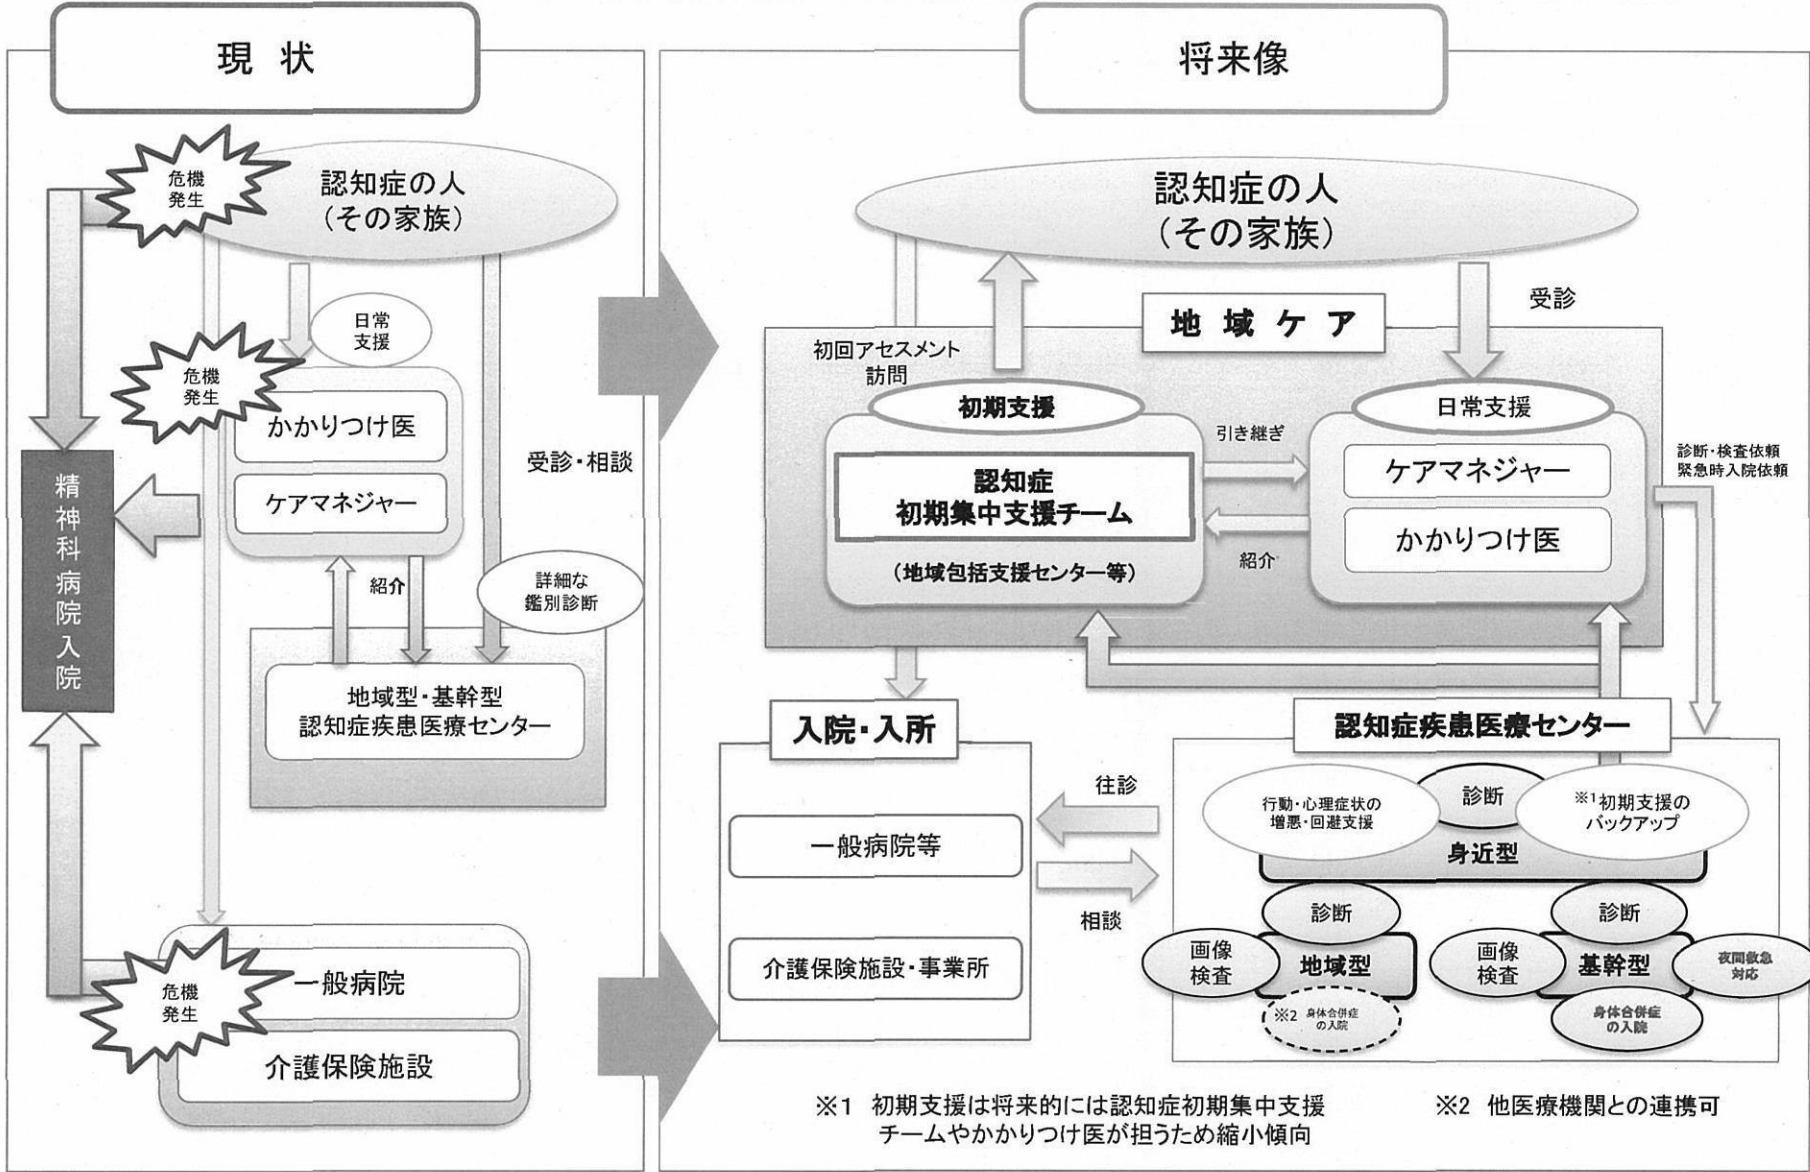 現 状
危機
発生
認知症の人
（その家族）
日常
支援
危機
発生
かかりつけ医
ケアマネジャー
受診・相談
精神科病院入院
紹介
詳細な
鑑別診断
地域型・基幹型
認知症疾患医療センター
危機
発生
一般病院
介護保険施設
将来像
認知症の人
（その家族）
受診
地 域 ケ ア
初回アセスメント
訪問
初期支援
認知症
初期集中支援チーム
（地域包括支援センター等）
引き継ぎ
紹介
日常支援
ケアマネジャー
かかりつけ医
診断・検査依頼
緊急時入院依頼
入院・入所
一般病院等
介護保険施設・事業所
往診
相談
認知症疾患医療センター
行動・心理症状の
増悪・回避支援
診断
※1初期支援の
バックアップ
身近型
診断
画像
検査
地域型
※2 身体合併症
の入院
診断
画像
検査
基幹型
夜間救急
対応
身体合併症
の入院
※1 初期支援は将来的には認知症初期集中支援
チームやかかりつけ医が担うため縮小傾向
※2 他医療機関との連携可